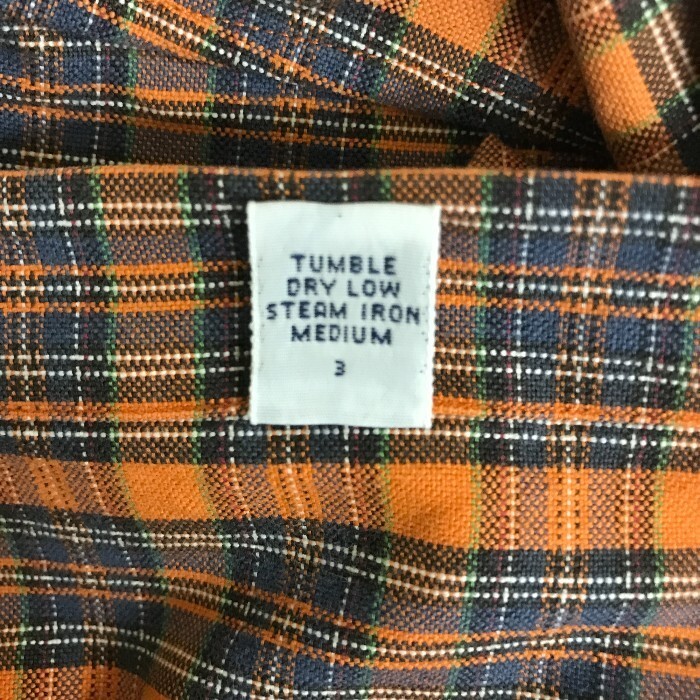 TUMBLE
DRY LOW
STEAM IRON
MEDIUM
3